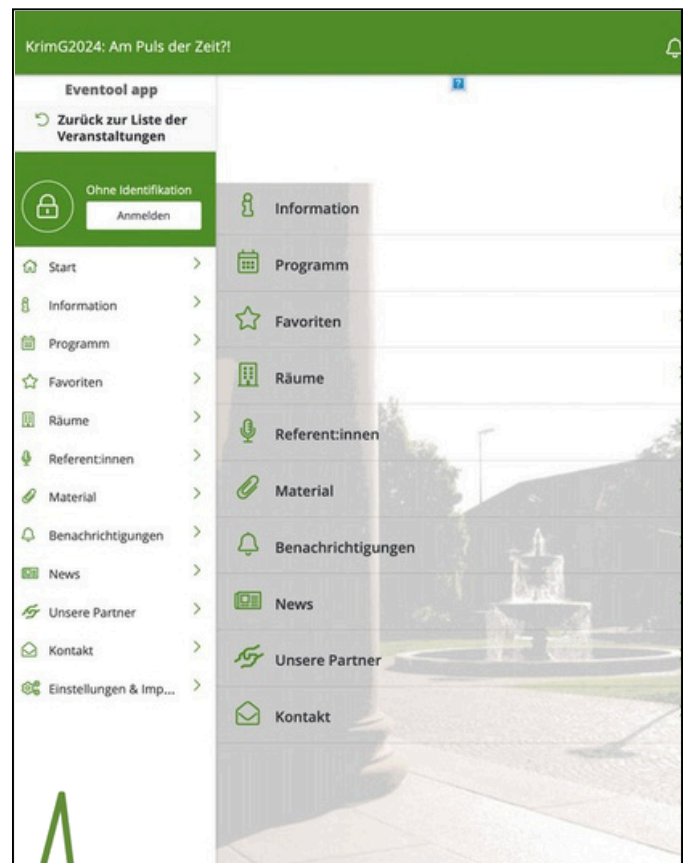 KrimG2024: Am Puls der Zeit?!
Eventool app
Zurück zur Liste der
Veranstaltungen
Ohne Identifikation
Anmelden
Start
Information
Programm
Favoriten
Räume
Referent:innen
Material
Benachrichtigungen
News
Unsere Partner
Kontakt
Einstellungen & Imp...
?
Information
Programm
Favoriten
Räume
Referent:innen
Material
Benachrichtigungen
News
Unsere Partner
Kontakt